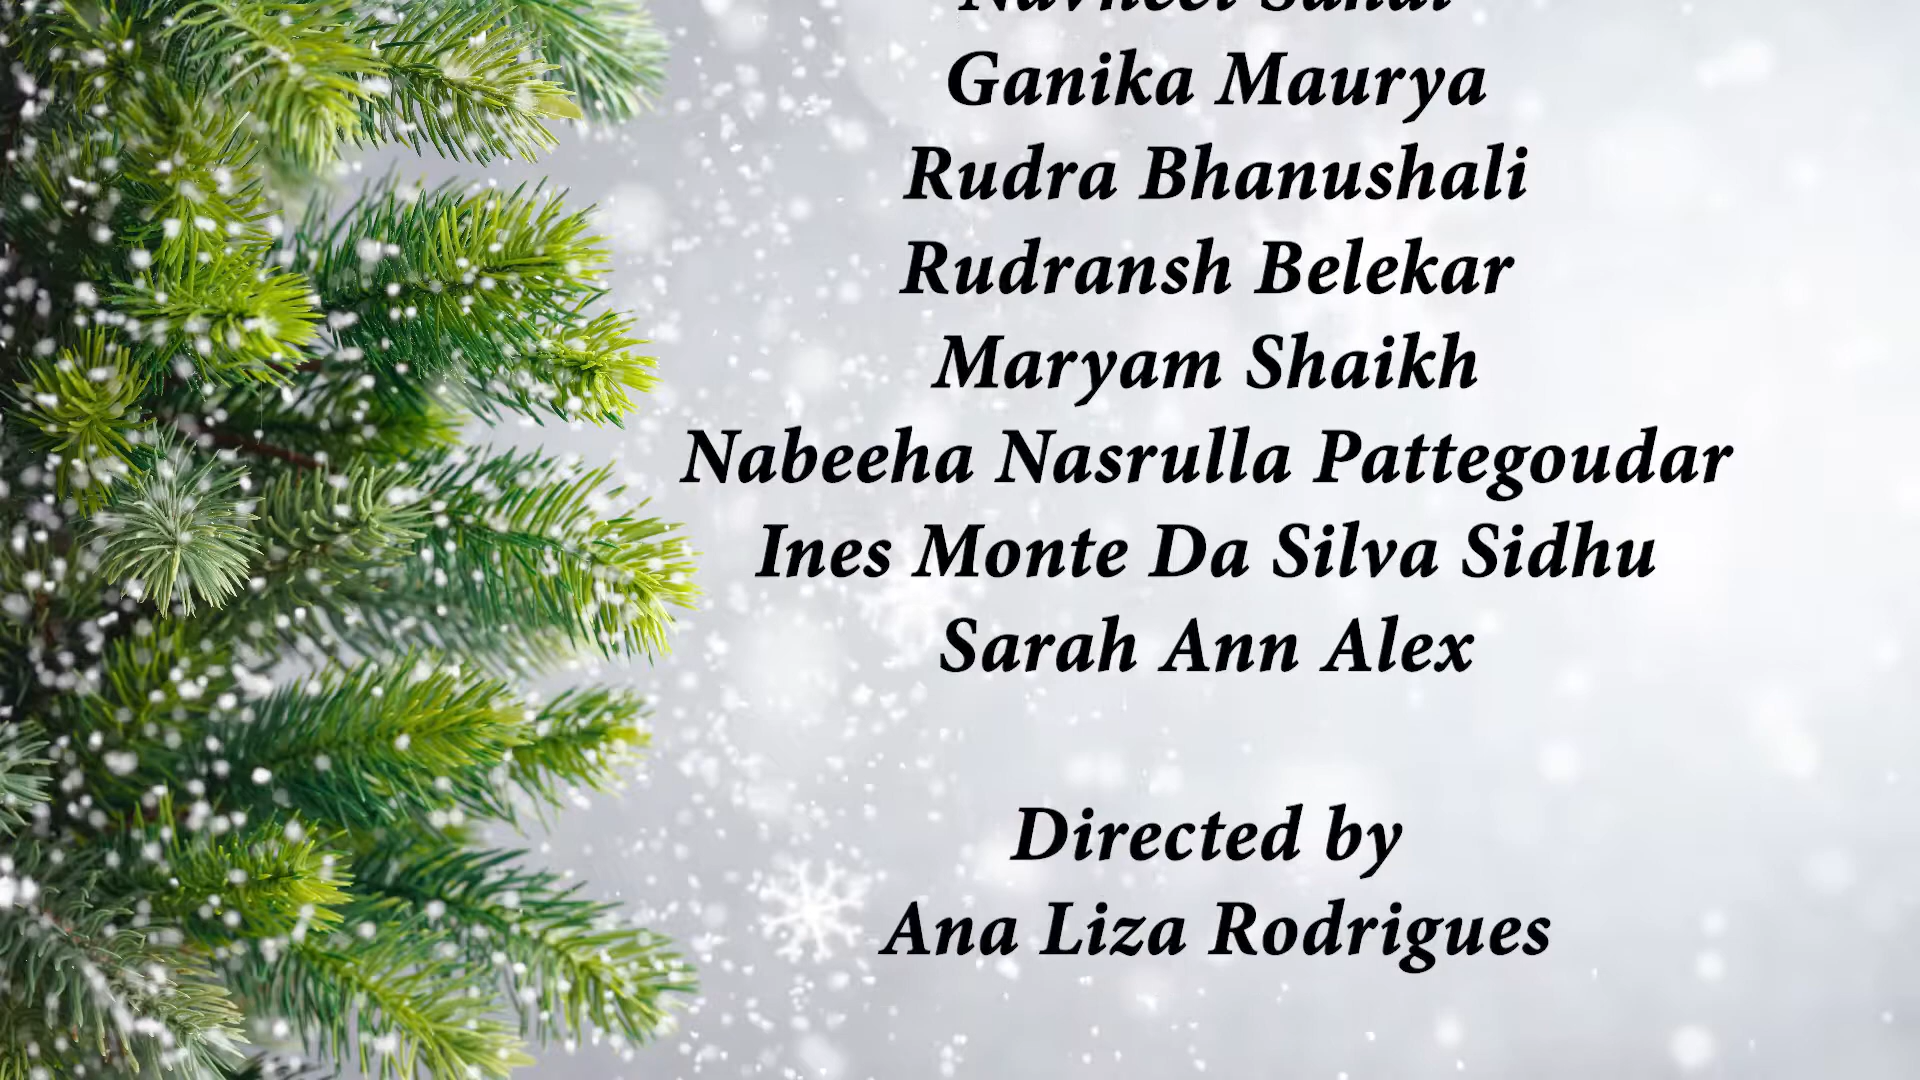 Ganika Maurya
Rudra Bhanushali
Rudransh Belekar
Maryam Shaikh
Nabeeha Nasrulla Pattegoudar
Ines Monte Da Silva Sidhu
Sarah Ann Alex
Directed by
Ana Liza Rodrigues